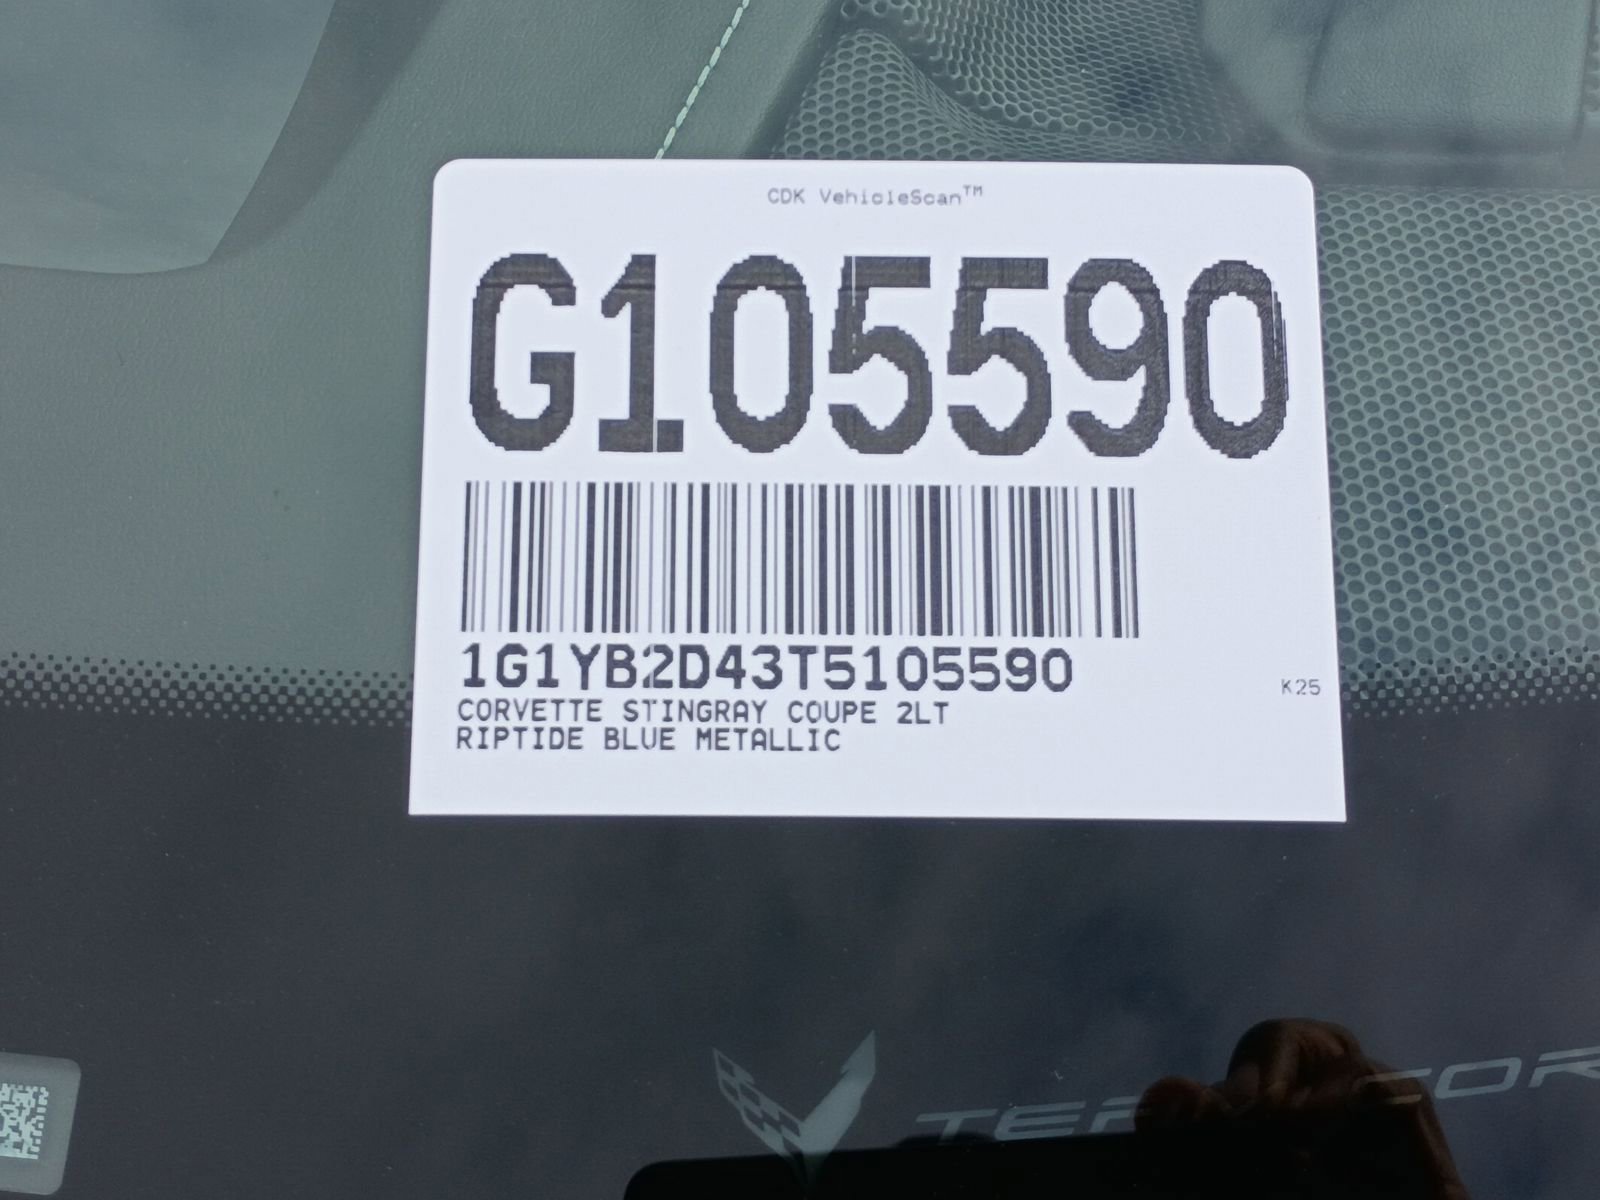 CDK VehicleScan™
G105590
1G1YB2D43T5105590
K25
CORVETTE STINGRAY COUPE 2LT
RIPTIDE BLUE METALLIC